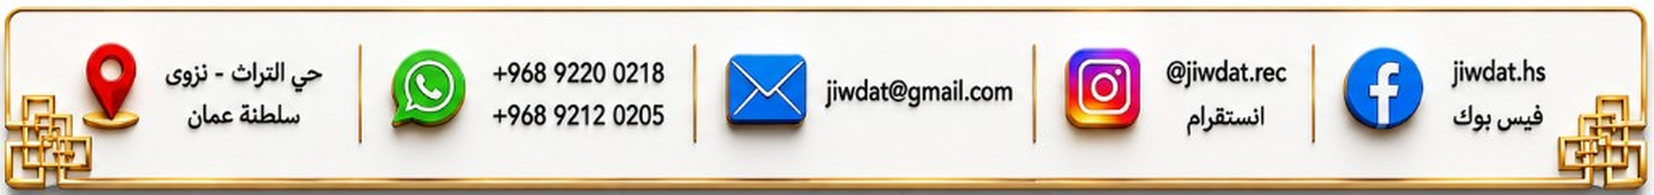 حي التراث - نزوى
سلطنة عمان
+968 9220 0218
+968 9212 0205
jiwdat@gmail.com
@jiwdat.rec
انستقرام
jiwdat.hs
فيس بوك